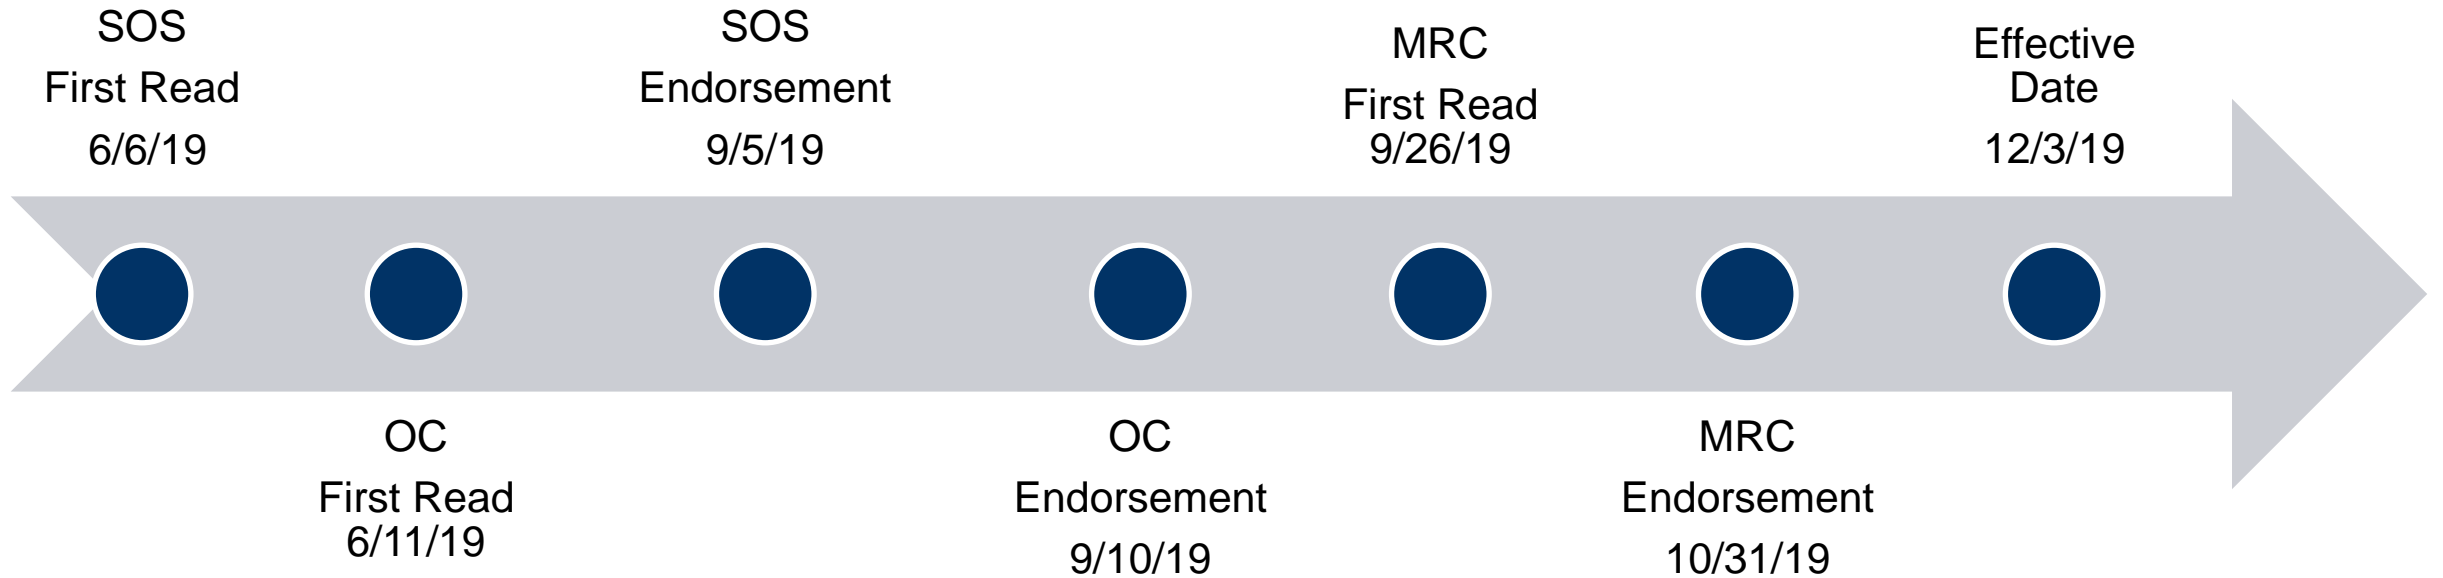 SOS
First Read
6/6/19
OC
First Read
6/11/19
SOS
Endorsement
9/5/19
OC
Endorsement
9/10/19
MRC
First Read
9/26/19
MRC
Endorsement
10/31/19
Effective
Date
12/3/19